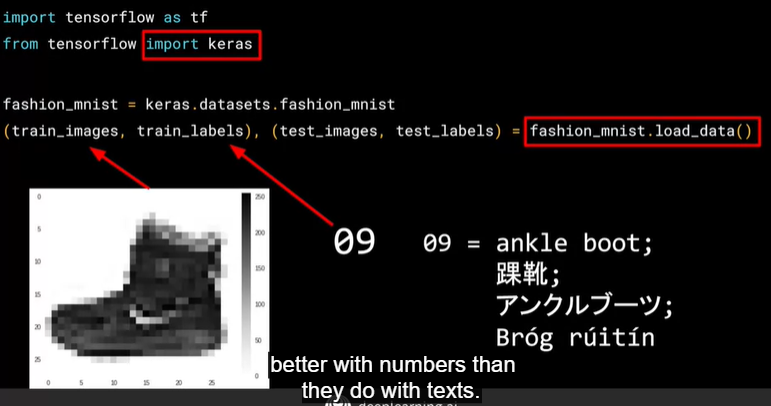 import tensorflow as tf
from tensorflow import keras
fashion_mnist = keras.datasets.fashion_mnist
(train_images, train_labels), (test_images, test_labels) = fashion_mnist.load_data()
0
5
10
15
20
25
0 5 10 15 20 25
250
200
150
100
50
0
09
09 = ankle boot;
踝靴;
アンクルブーツ;
Bróg rúitín
better with numbers than
they do with texts.
deeplearning.ai